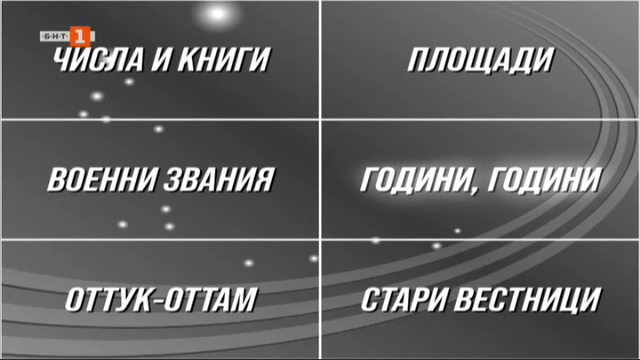 БНТ 1
ЧИСЛА И КНИГИ
ПЛОЩАДИ
ВОЕННИ ЗВАНИЯ
ГОДИНИ, ГОДИНИ
ОТТУК-ОТТАМ
СТАРИ ВЕСТНИЦИ